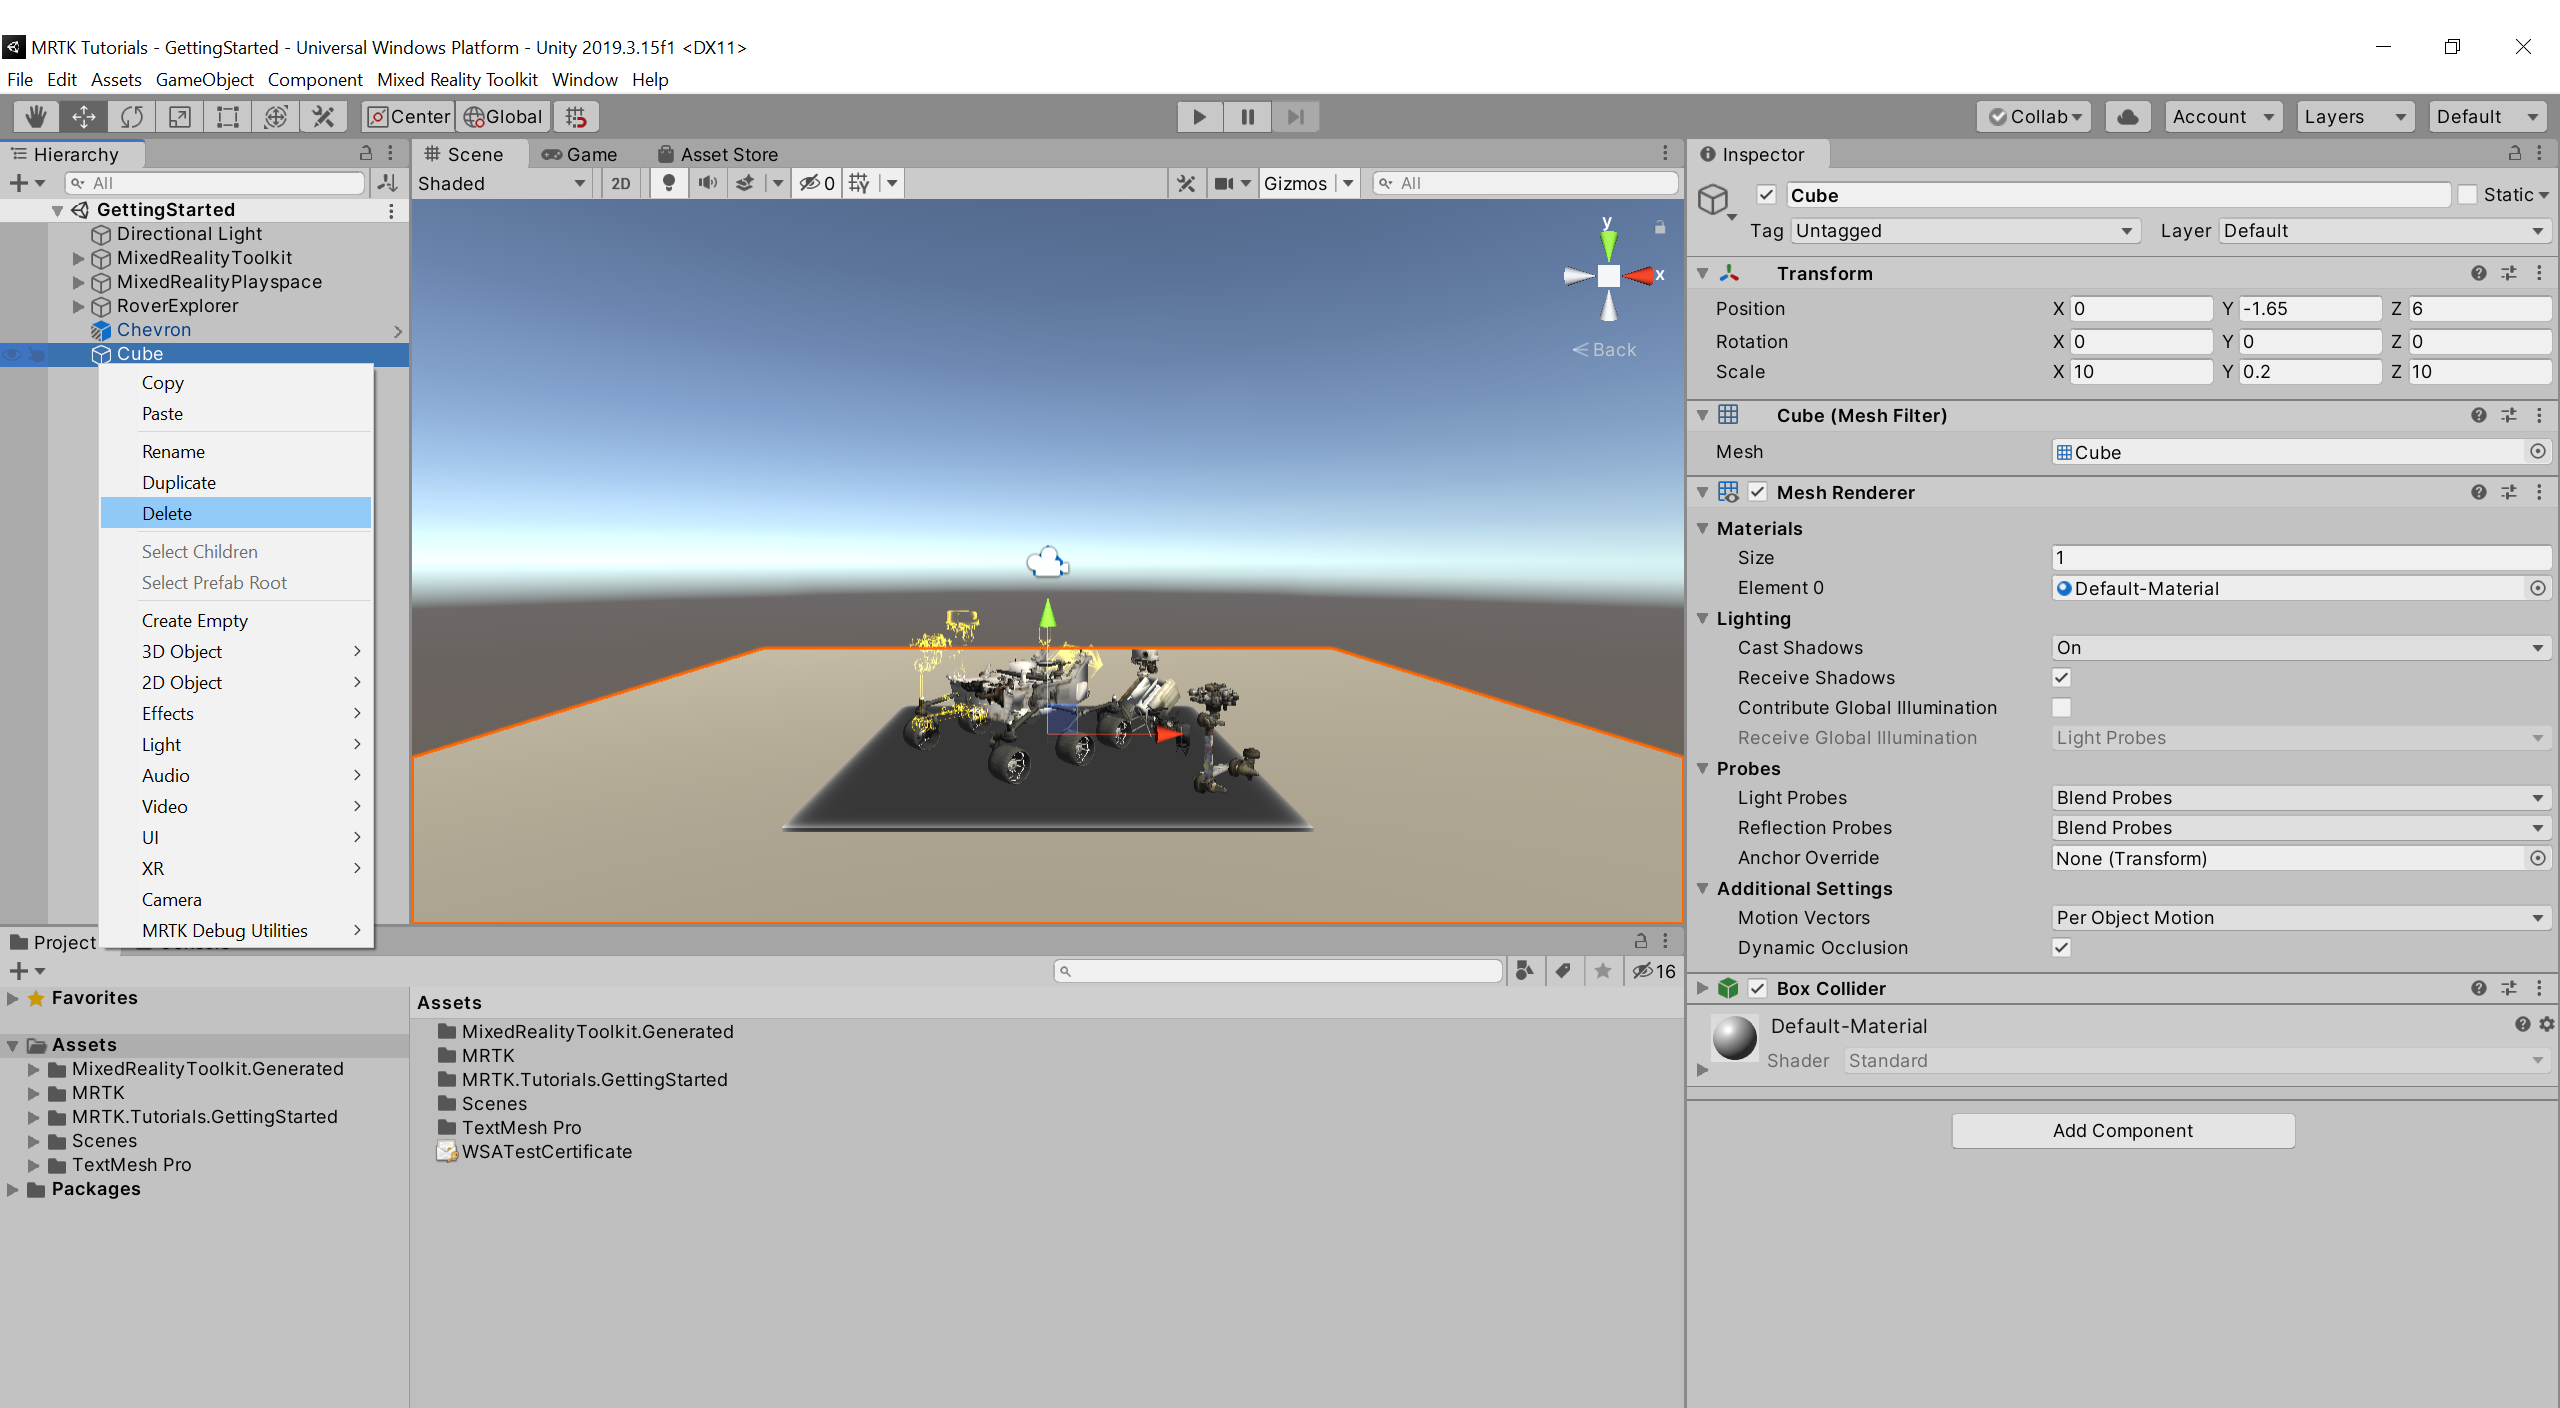 MRTK Tutorials - GettingStarted - Universal Windows Platform - Unity 2019.3.15f1 <DX11>
File Edit Assets GameObject Component Mixed Reality Toolkit Window Help
Center Global Collab Account Layers Default
Hierarchy
All
GettingStarted
Directional Light
MixedRealityToolkit
MixedRealityPlayspace
RoverExplorer
Chevron
Cube
Copy
Paste
Rename
Duplicate
Delete
Select Children
Select Prefab Root
Create Empty
3D Object
2D Object
Effects
Light
Audio
Video
UI
XR
Camera
MRTK Debug Utilities
Scene Game Asset Store
Shaded 2D 0 Gizmos All
y
x
Back
Inspector
Cube Static
Tag Untagged Layer Default
Transform
Position X 0 Y -1.65 Z 6
Rotation X 0 Y 0 Z 0
Scale X 10 Y 0.2 Z 10
Cube (Mesh Filter)
Mesh Cube
Mesh Renderer
Materials
Size 1
Element 0 Default-Material
Lighting
Cast Shadows On
Receive Shadows
Contribute Global Illumination
Receive Global Illumination Light Probes
Probes
Light Probes Blend Probes
Reflection Probes Blend Probes
Anchor Override None (Transform)
Additional Settings
Motion Vectors Per Object Motion
Dynamic Occlusion
Box Collider
Default-Material
Shader Standard
Add Component
Project
16
Favorites
Assets
MixedRealityToolkit.Generated
MRTK
MRTK.Tutorials.GettingStarted
Scenes
TextMesh Pro
Packages
Assets
MixedRealityToolkit.Generated
MRTK
MRTK.Tutorials.GettingStarted
Scenes
TextMesh Pro
WSATestCertificate